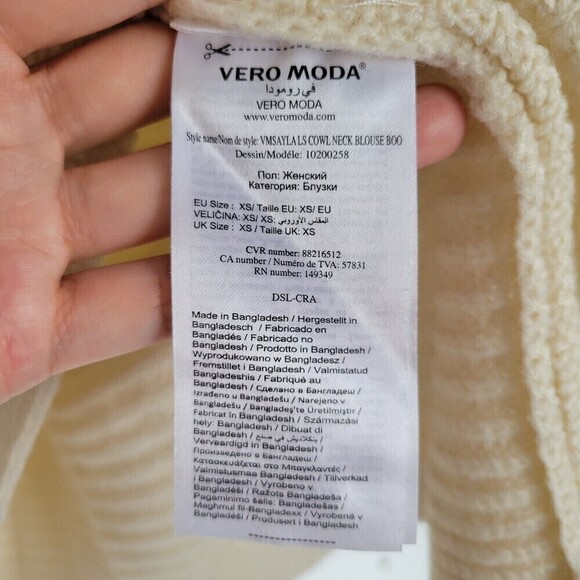 VERO MODA®
في رومودا
VERO MODA
www.veromoda.com
Style name/Nom de style: VMSAYLA LS COWL NECK BLOUSE BOO
Dessin/Modéle: 10200258
Пол: Женский
Категория: Блузки
EU Size : XS/ Taille EU: XS/ EU
VELIČINA: XS/ XS: المقاس الأوروبي/
UK Size : XS / Taille UK: XS
CVR number: 88216512
CA number / Numéro de TVA: 57831
RN number: 149349
DSL-CRA
Made in Bangladesh / Hergestellt in
Bangladesch / Fabricado en
Bangladés / Fabricado no
Bangladesh / Prodotto in Bangladesh /
Wyprodukowano w Bangladesz /
Fremstillet i Bangladesh / Valmistatud
Bangladeshis / Fabriqué au
Bangladesh / Сделано в Бангладеш /
Izrađeno u Bangladešu / Narejeno v
Bangladešu / Bangladeş'te Üretilmiştir /
Fabricat în Bangladesh / Származási
hely: Banglades / Dibuat di
Bangladesh / بنگلاديش في صنع /
Vervaardigd in Bangladesh /
Произведено в Бангладеш /
Κατασκευάζεται στο Μπαγκλαντές /
Valmistusmaa Bangladesh / Tillverkad
i Bangladesh / Vyrobeno v
Bangladéši / Ražots Bangladeša /
Pagaminimo šalis: Bangladešas /
Maghmul fil-Bangladexx / Vyrobené v
Bangladéši / Produsert i Bangladesh